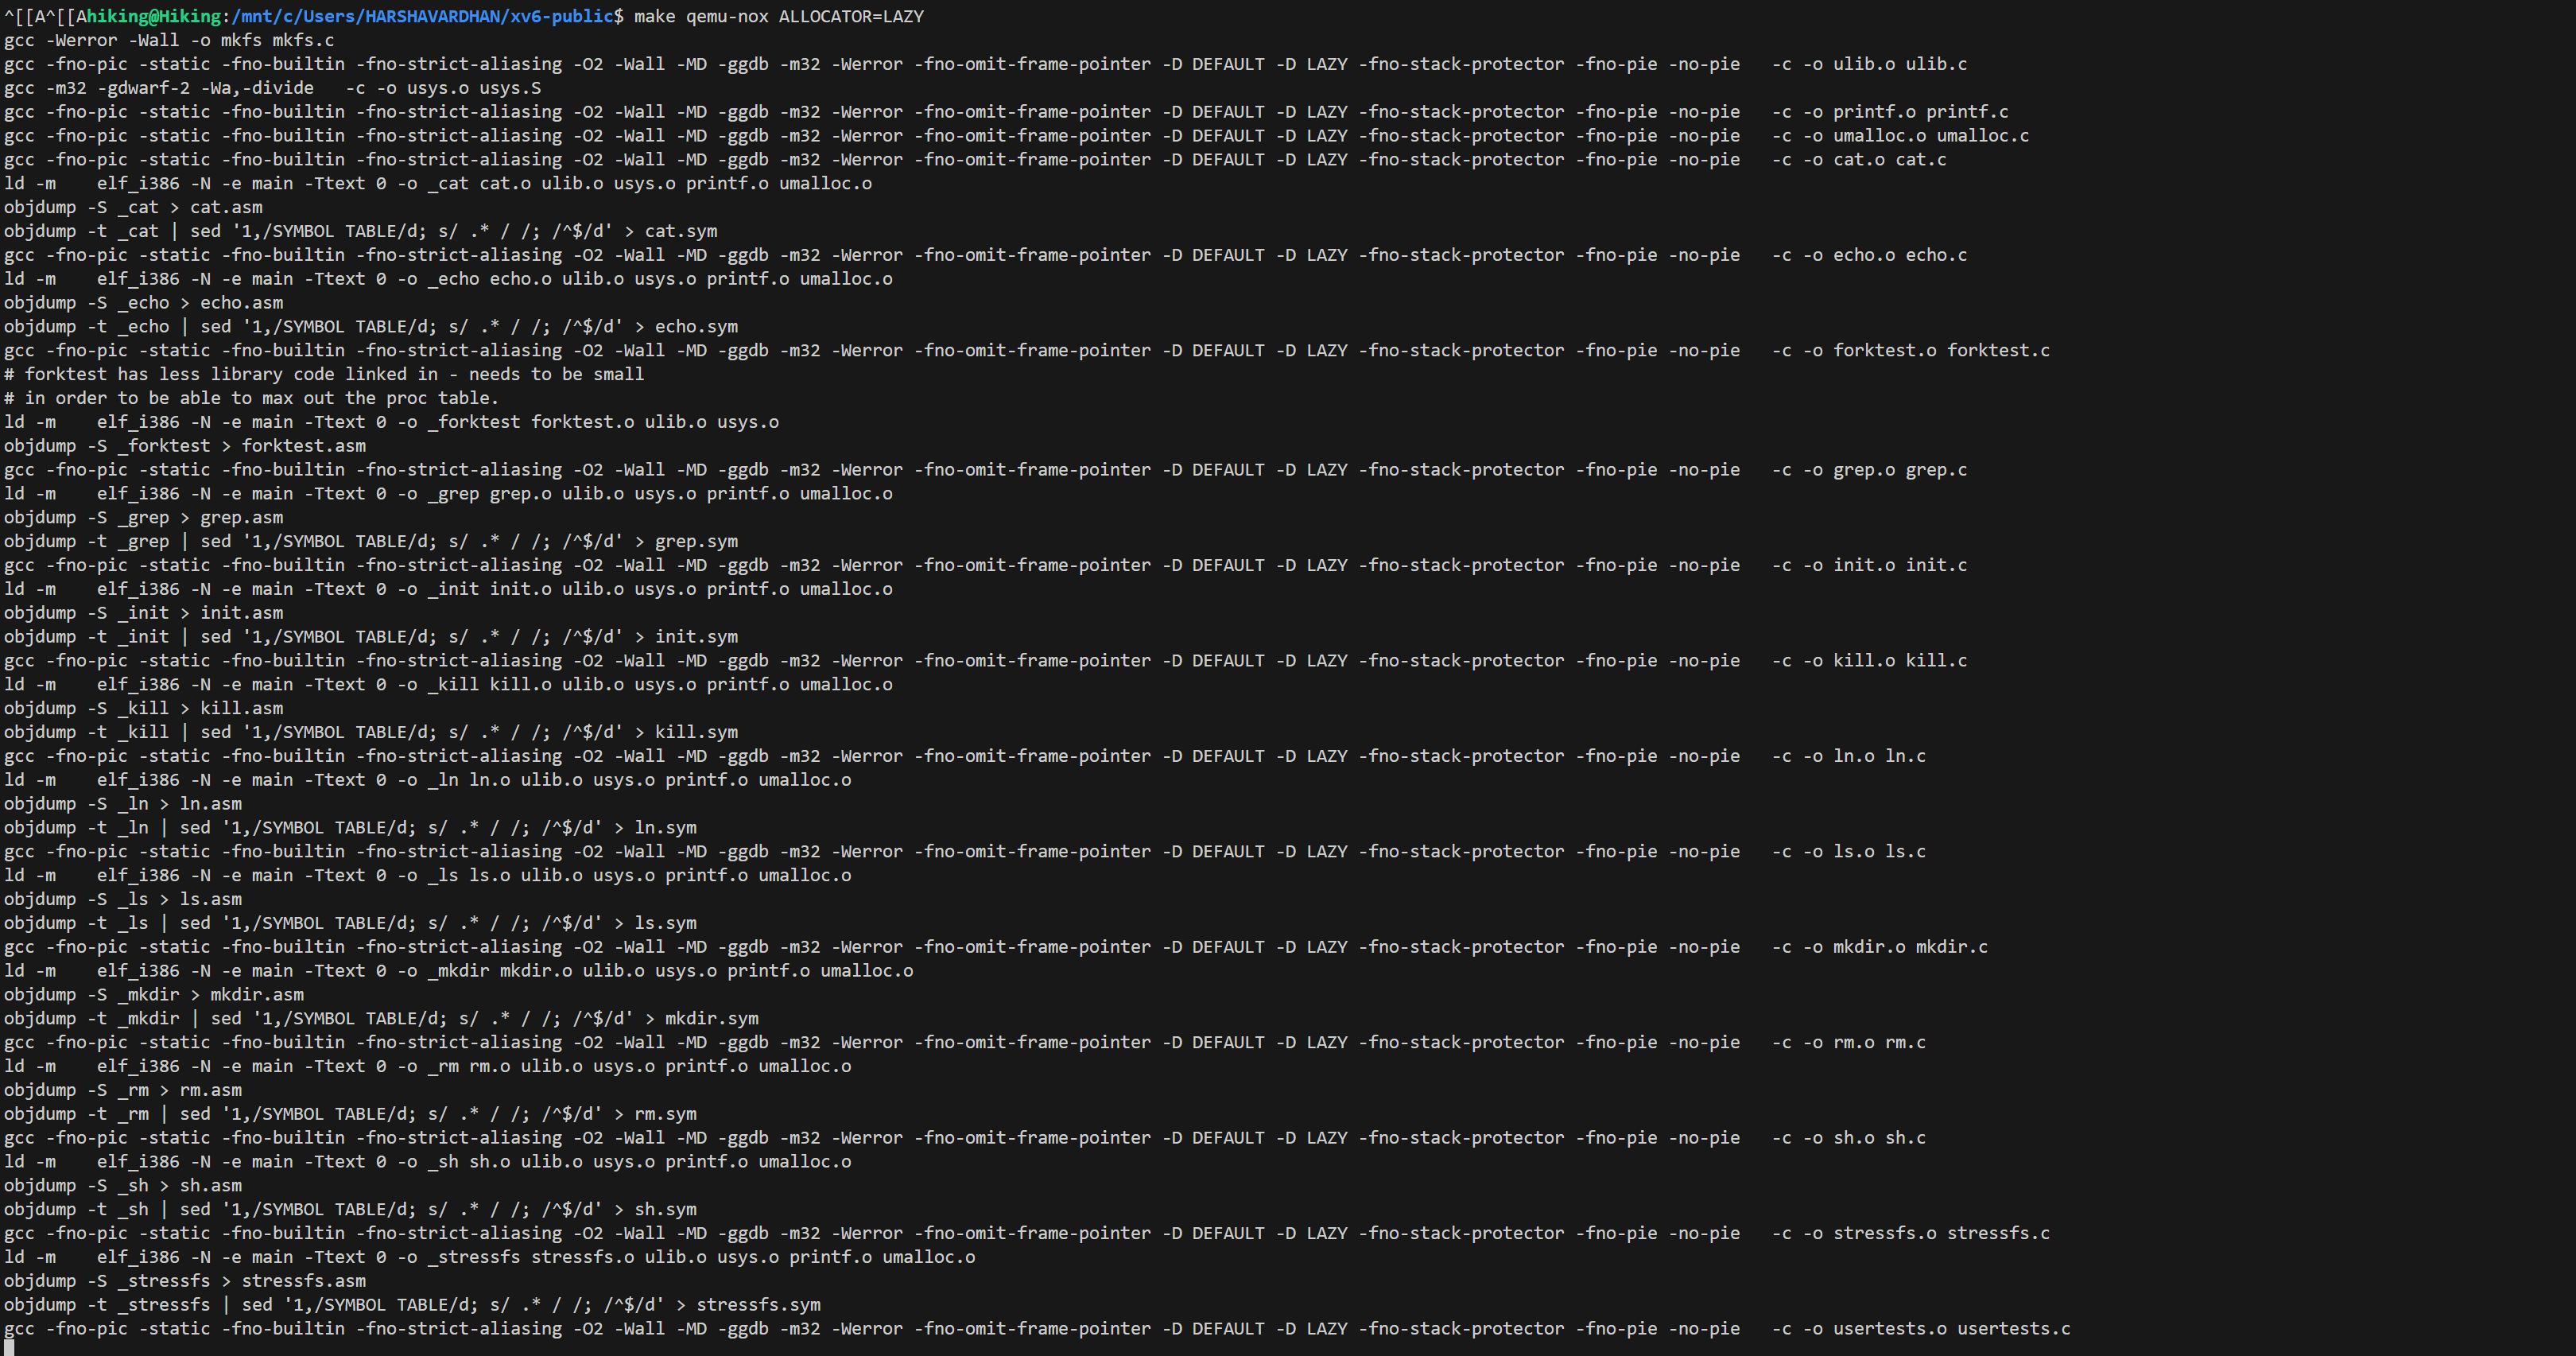 ^[[A^[[Ahiking@Hiking:/mnt/c/Users/HARSHAVARDHAN/xv6-public$ make qemu-nox ALLOCATOR=LAZY
gcc -Werror -Wall -o mkfs mkfs.c
gcc -fno-pic -static -fno-builtin -fno-strict-aliasing -O2 -Wall -MD -ggdb -m32 -Werror -fno-omit-frame-pointer -D DEFAULT -D LAZY -fno-stack-protector -fno-pie -no-pie   -c -o ulib.o ulib.c
gcc -m32 -gdwarf-2 -Wa,-divide   -c -o usys.o usys.S
gcc -fno-pic -static -fno-builtin -fno-strict-aliasing -O2 -Wall -MD -ggdb -m32 -Werror -fno-omit-frame-pointer -D DEFAULT -D LAZY -fno-stack-protector -fno-pie -no-pie   -c -o printf.o printf.c
gcc -fno-pic -static -fno-builtin -fno-strict-aliasing -O2 -Wall -MD -ggdb -m32 -Werror -fno-omit-frame-pointer -D DEFAULT -D LAZY -fno-stack-protector -fno-pie -no-pie   -c -o umalloc.o umalloc.c
gcc -fno-pic -static -fno-builtin -fno-strict-aliasing -O2 -Wall -MD -ggdb -m32 -Werror -fno-omit-frame-pointer -D DEFAULT -D LAZY -fno-stack-protector -fno-pie -no-pie   -c -o cat.o cat.c
ld -m    elf_i386 -N -e main -Ttext 0 -o _cat cat.o ulib.o usys.o printf.o umalloc.o
objdump -S _cat > cat.asm
objdump -t _cat | sed '1,/SYMBOL TABLE/d; s/ .* / /; /^$/d' > cat.sym
gcc -fno-pic -static -fno-builtin -fno-strict-aliasing -O2 -Wall -MD -ggdb -m32 -Werror -fno-omit-frame-pointer -D DEFAULT -D LAZY -fno-stack-protector -fno-pie -no-pie   -c -o echo.o echo.c
ld -m    elf_i386 -N -e main -Ttext 0 -o _echo echo.o ulib.o usys.o printf.o umalloc.o
objdump -S _echo > echo.asm
objdump -t _echo | sed '1,/SYMBOL TABLE/d; s/ .* / /; /^$/d' > echo.sym
gcc -fno-pic -static -fno-builtin -fno-strict-aliasing -O2 -Wall -MD -ggdb -m32 -Werror -fno-omit-frame-pointer -D DEFAULT -D LAZY -fno-stack-protector -fno-pie -no-pie   -c -o forktest.o forktest.c
# forktest has less library code linked in - needs to be small
# in order to be able to max out the proc table.
ld -m    elf_i386 -N -e main -Ttext 0 -o _forktest forktest.o ulib.o usys.o
objdump -S _forktest > forktest.asm
gcc -fno-pic -static -fno-builtin -fno-strict-aliasing -O2 -Wall -MD -ggdb -m32 -Werror -fno-omit-frame-pointer -D DEFAULT -D LAZY -fno-stack-protector -fno-pie -no-pie   -c -o grep.o grep.c
ld -m    elf_i386 -N -e main -Ttext 0 -o _grep grep.o ulib.o usys.o printf.o umalloc.o
objdump -S _grep > grep.asm
objdump -t _grep | sed '1,/SYMBOL TABLE/d; s/ .* / /; /^$/d' > grep.sym
gcc -fno-pic -static -fno-builtin -fno-strict-aliasing -O2 -Wall -MD -ggdb -m32 -Werror -fno-omit-frame-pointer -D DEFAULT -D LAZY -fno-stack-protector -fno-pie -no-pie   -c -o init.o init.c
ld -m    elf_i386 -N -e main -Ttext 0 -o _init init.o ulib.o usys.o printf.o umalloc.o
objdump -S _init > init.asm
objdump -t _init | sed '1,/SYMBOL TABLE/d; s/ .* / /; /^$/d' > init.sym
gcc -fno-pic -static -fno-builtin -fno-strict-aliasing -O2 -Wall -MD -ggdb -m32 -Werror -fno-omit-frame-pointer -D DEFAULT -D LAZY -fno-stack-protector -fno-pie -no-pie   -c -o kill.o kill.c
ld -m    elf_i386 -N -e main -Ttext 0 -o _kill kill.o ulib.o usys.o printf.o umalloc.o
objdump -S _kill > kill.asm
objdump -t _kill | sed '1,/SYMBOL TABLE/d; s/ .* / /; /^$/d' > kill.sym
gcc -fno-pic -static -fno-builtin -fno-strict-aliasing -O2 -Wall -MD -ggdb -m32 -Werror -fno-omit-frame-pointer -D DEFAULT -D LAZY -fno-stack-protector -fno-pie -no-pie   -c -o ln.o ln.c
ld -m    elf_i386 -N -e main -Ttext 0 -o _ln ln.o ulib.o usys.o printf.o umalloc.o
objdump -S _ln > ln.asm
objdump -t _ln | sed '1,/SYMBOL TABLE/d; s/ .* / /; /^$/d' > ln.sym
gcc -fno-pic -static -fno-builtin -fno-strict-aliasing -O2 -Wall -MD -ggdb -m32 -Werror -fno-omit-frame-pointer -D DEFAULT -D LAZY -fno-stack-protector -fno-pie -no-pie   -c -o ls.o ls.c
ld -m    elf_i386 -N -e main -Ttext 0 -o _ls ls.o ulib.o usys.o printf.o umalloc.o
objdump -S _ls > ls.asm
objdump -t _ls | sed '1,/SYMBOL TABLE/d; s/ .* / /; /^$/d' > ls.sym
gcc -fno-pic -static -fno-builtin -fno-strict-aliasing -O2 -Wall -MD -ggdb -m32 -Werror -fno-omit-frame-pointer -D DEFAULT -D LAZY -fno-stack-protector -fno-pie -no-pie   -c -o mkdir.o mkdir.c
ld -m    elf_i386 -N -e main -Ttext 0 -o _mkdir mkdir.o ulib.o usys.o printf.o umalloc.o
objdump -S _mkdir > mkdir.asm
objdump -t _mkdir | sed '1,/SYMBOL TABLE/d; s/ .* / /; /^$/d' > mkdir.sym
gcc -fno-pic -static -fno-builtin -fno-strict-aliasing -O2 -Wall -MD -ggdb -m32 -Werror -fno-omit-frame-pointer -D DEFAULT -D LAZY -fno-stack-protector -fno-pie -no-pie   -c -o rm.o rm.c
ld -m    elf_i386 -N -e main -Ttext 0 -o _rm rm.o ulib.o usys.o printf.o umalloc.o
objdump -S _rm > rm.asm
objdump -t _rm | sed '1,/SYMBOL TABLE/d; s/ .* / /; /^$/d' > rm.sym
gcc -fno-pic -static -fno-builtin -fno-strict-aliasing -O2 -Wall -MD -ggdb -m32 -Werror -fno-omit-frame-pointer -D DEFAULT -D LAZY -fno-stack-protector -fno-pie -no-pie   -c -o sh.o sh.c
ld -m    elf_i386 -N -e main -Ttext 0 -o _sh sh.o ulib.o usys.o printf.o umalloc.o
objdump -S _sh > sh.asm
objdump -t _sh | sed '1,/SYMBOL TABLE/d; s/ .* / /; /^$/d' > sh.sym
gcc -fno-pic -static -fno-builtin -fno-strict-aliasing -O2 -Wall -MD -ggdb -m32 -Werror -fno-omit-frame-pointer -D DEFAULT -D LAZY -fno-stack-protector -fno-pie -no-pie   -c -o stressfs.o stressfs.c
ld -m    elf_i386 -N -e main -Ttext 0 -o _stressfs stressfs.o ulib.o usys.o printf.o umalloc.o
objdump -S _stressfs > stressfs.asm
objdump -t _stressfs | sed '1,/SYMBOL TABLE/d; s/ .* / /; /^$/d' > stressfs.sym
gcc -fno-pic -static -fno-builtin -fno-strict-aliasing -O2 -Wall -MD -ggdb -m32 -Werror -fno-omit-frame-pointer -D DEFAULT -D LAZY -fno-stack-protector -fno-pie -no-pie   -c -o usertests.o usertests.c